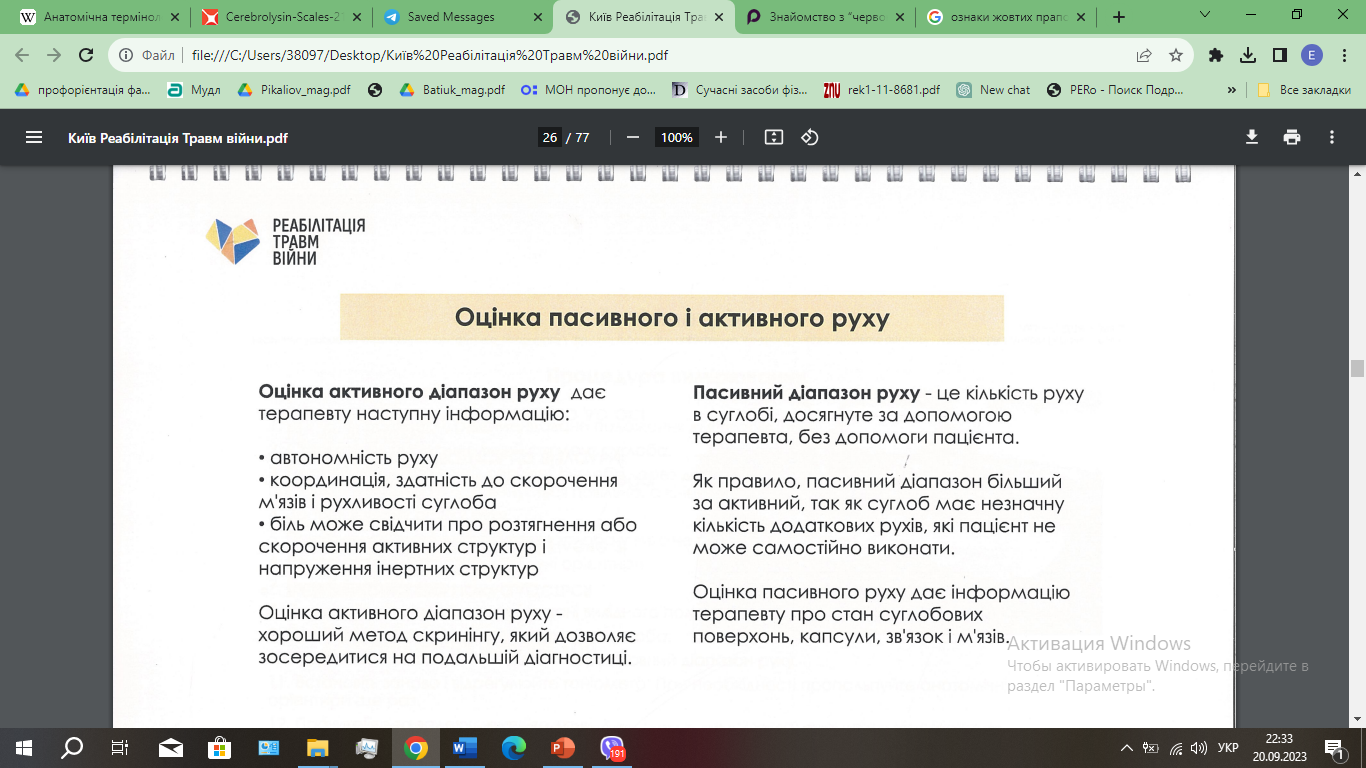 Анатомічна терміноло
Cerebrolysin-Scales-2
Saved Messages
Київ Реабілітація Трав
Знайомство з "черво
ознаки жовтих прапо
Файл
file:///C:/Users/38097/Desktop/Київ%20Реабілітація%20Травм%20війни.pdf
E
профорієнтація фа...
Мудл
Pikaliov_mag.pdf
Batiuk_mag.pdf
МОН пропонує до...
Сучасні засоби фіз...
rek1-11-8681.pdf
New chat
PERo - Поиск Подр...
»
Все закладки
Київ Реабілітація Травм війни.pdf
26 / 77
100%
РЕАБІЛІТАЦІЯ
ТРАВМ
ВІЙНИ
Оцінка пасивного і активного руху
Оцінка активного діапазон руху дає
терапевту наступну інформацію:
• автономність руху
• координація, здатність до скорочення
м'язів і рухливості суглоба
• біль може свідчити про розтягнення або
скорочення активних структур і
напруження інертних структур
Оцінка активного діапазон руху -
хороший метод скринінгу, який дозволяє
зосередитися на подальшій діагностиці.
Пасивний діапазон руху - це кількість руху
в суглобі, досягнуте за допомогою
терапевта, без допомоги пацієнта.
Як правило, пасивний діапазон більший
за активний, так як суглоб має незначну
кількість додаткових рухів, які пацієнт не
може самостійно виконати.
Оцінка пасивного руху дає інформацію
терапевту про стан суглобових
поверхонь, капсули, зв'язок і м'язів.
Активация Windows
Чтобы активировать Windows, перейдите в
раздел "Параметры".
191
УКР
22:33
20.09.2023
1